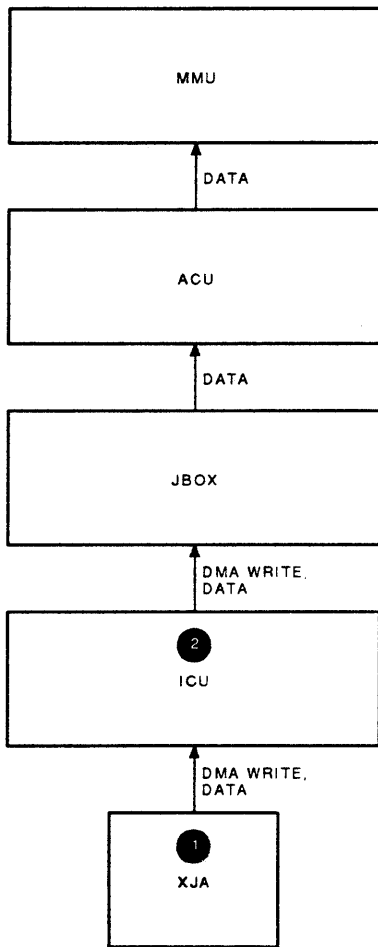 MMU
DATA
ACU
DATA
JBOX
DMA WRITE,
DATA
2
ICU
DMA WRITE,
DATA
1
XJA